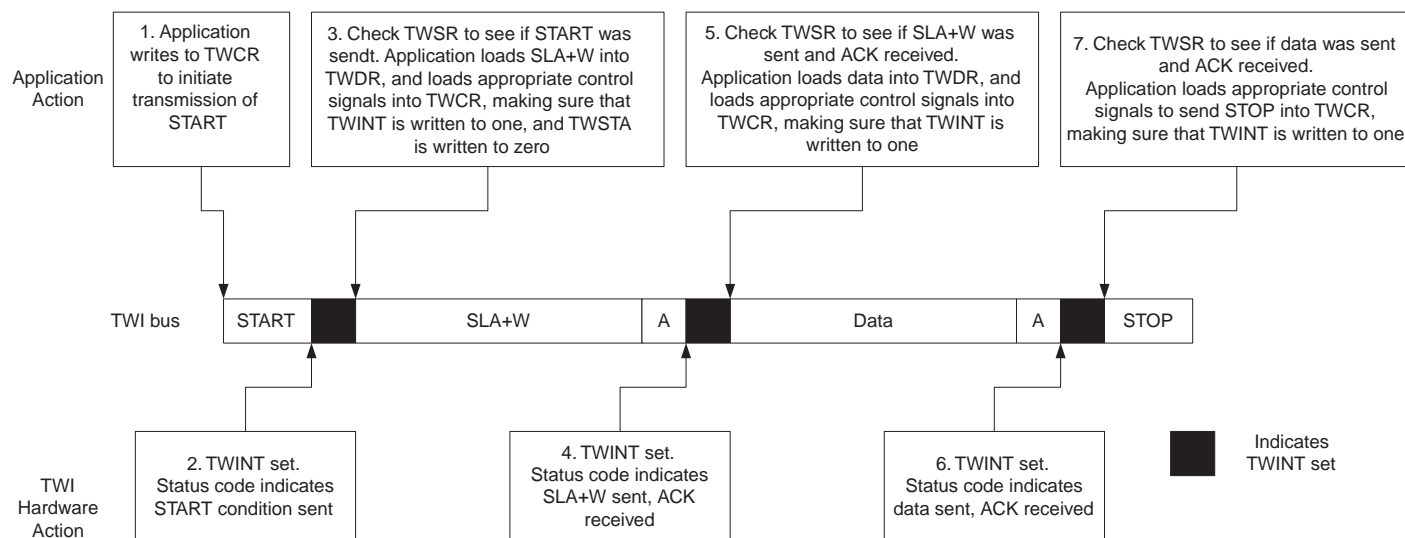 Application
Action
1. Application
writes to TWCR
to initiate
transmission of
START
3. Check TWSR to see if START was
sendt. Application loads SLA+W into
TWDR, and loads appropriate control
signals into TWCR, making sure that
TWINT is written to one, and TWSTA
is written to zero
5. Check TWSR to see if SLA+W was
sent and ACK received.
Application loads data into TWDR, and
loads appropriate control signals into
TWCR, making sure that TWINT is
written to one
7. Check TWSR to see if data was sent
and ACK received.
Application loads appropriate control
signals to send STOP into TWCR,
making sure that TWINT is written to one
TWI bus
START
SLA+W
A
Data
A
STOP
TWI
Hardware
Action
2. TWINT set.
Status code indicates
START condition sent
4. TWINT set.
Status code indicates
SLA+W sent, ACK
received
6. TWINT set.
Status code indicates
data sent, ACK received
Indicates
TWINT set